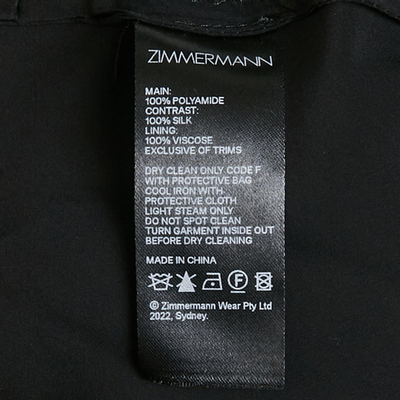 ZIMMERMANN
MAIN:
100% POLYAMIDE
CONTRAST:
100% SILK
LINING:
100% VISCOSE
EXCLUSIVE OF TRIMS
DRY CLEAN ONLY CODE F
WITH PROTECTIVE BAG
COOL IRON WITH
PROTECTIVE CLOTH
LIGHT STEAM ONLY
DO NOT SPOT CLEAN
TURN GARMENT INSIDE OUT
BEFORE DRY CLEANING
MADE IN CHINA
F
© Zimmermann Wear Pty Ltd
2022, Sydney.